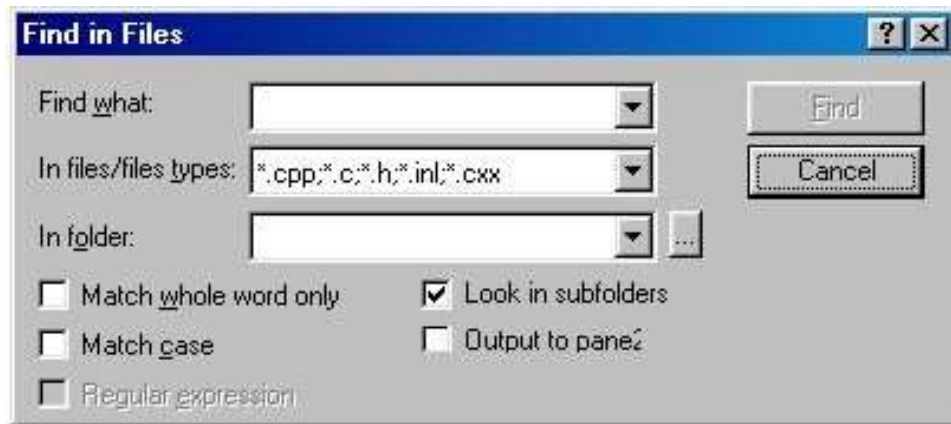 Find in Files
Find what:
Find
In files/files types:
*.cpp;*.c;*.h;*.inl;*.cxx
Cancel
In folder:
...
Match whole word only
Look in subfolders
Match case
Output to pane2
Regular expression